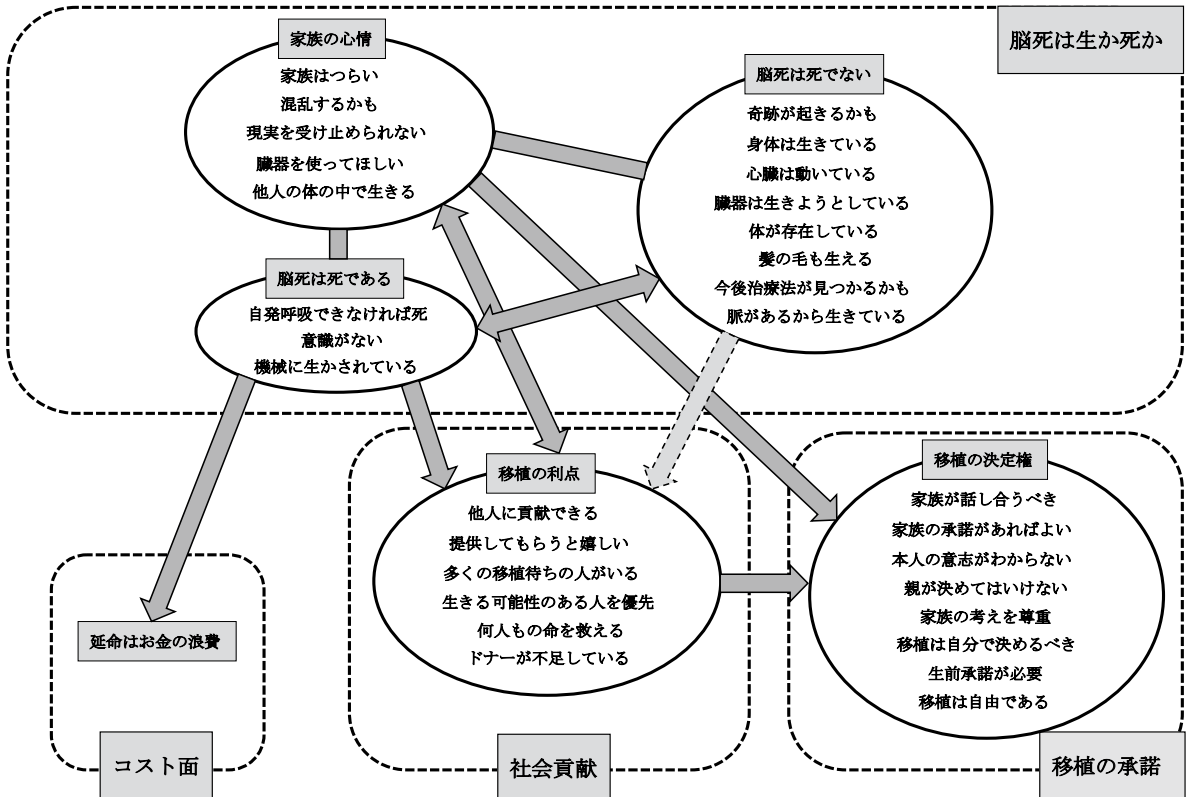 脳死は生か死か
家族の心情
家族はつらい
混乱するかも
現実を受け止められない
臓器を使ってほしい
他人の体の中で生きる
脳死は死でない
奇跡が起きるかも
身体は生きている
心臓は動いている
臓器は生きようとしている
体が存在している
髪の毛も生える
今後治療法が見つかるかも
脈があるから生きている
脳死は死である
自発呼吸できなければ死
意識がない
機械に生かされている
移植の利点
他人に貢献できる
提供してもらうと嬉しい
多くの移植待ちの人がいる
生きる可能性のある人を優先
何人もの命を救える
ドナーが不足している
移植の決定権
家族が話し合うべき
家族の承諾があればよい
本人の意志がわからない
親が決めてはいけない
家族の考えを尊重
移植は自分で決めるべき
生前承諾が必要
移植は自由である
延命はお金の浪費
コスト面
社会貢献
移植の承諾